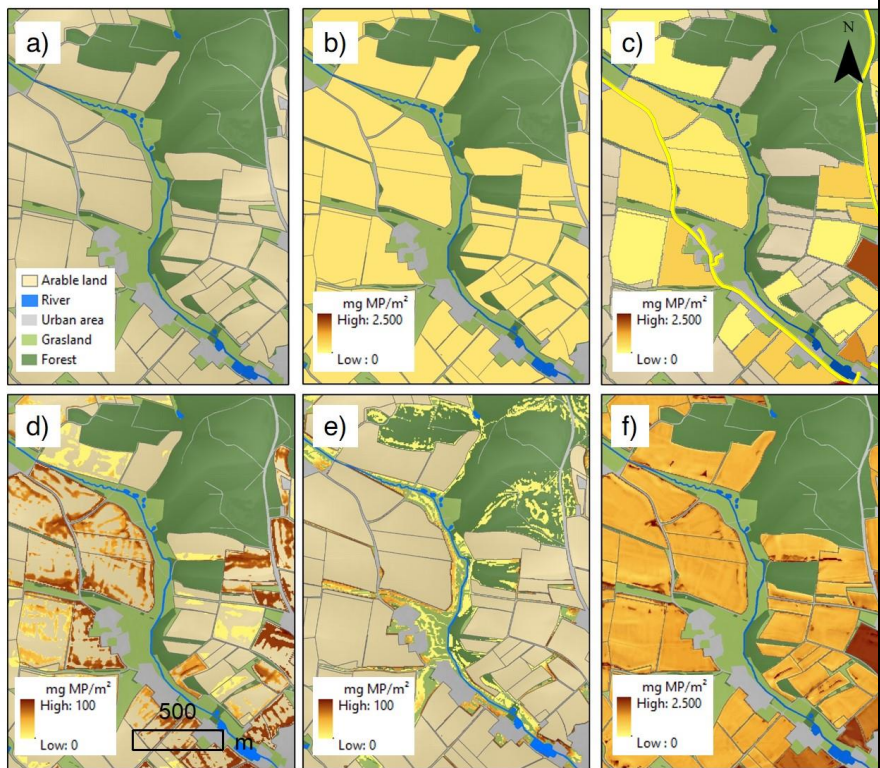 a)
b)
c)
N
Arable land
River
Urban area
Grasland
Forest
mg MP/m²
High: 2.500
Low : 0
mg MP/m²
High: 2.500
Low : 0
d)
e)
f)
mg MP/m²
High: 100
Low: 0
500
m
mg MP/m²
High: 100
Low: 0
mg MP/m²
High: 2.500
Low: 0